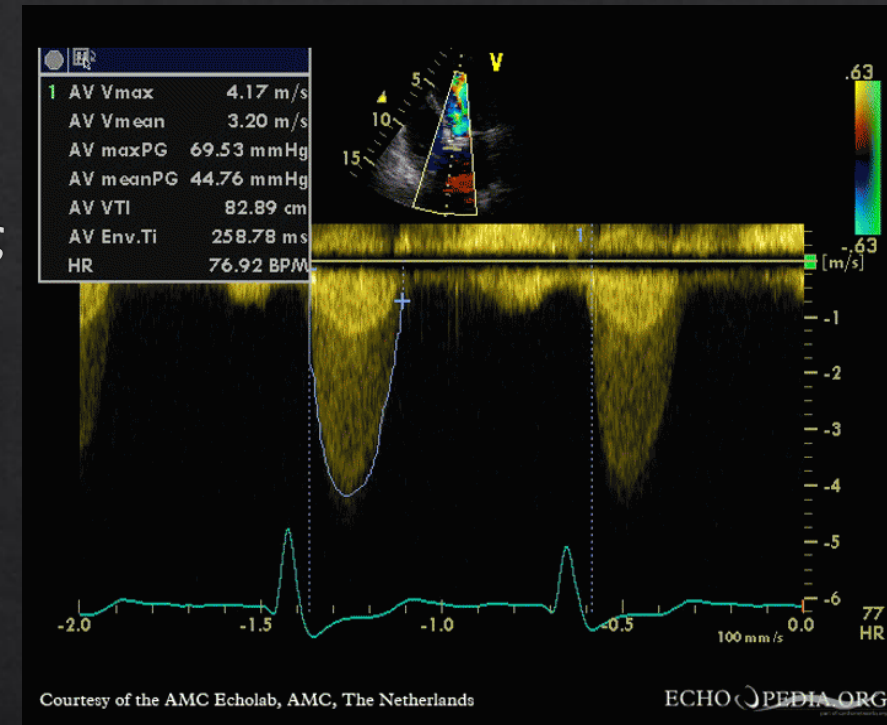 1 AV Vmax 4.17 m/s
AV Vmean 3.20 m/s
AV maxPG 69.53 mmHg
AV meanPG 44.76 mmHg
AV VTI 82.89 cm
AV Env.Ti 258.78 ms
HR 76.92 BPM
V
5
10
15
.63
-.63
1
[m/s]
-1
-2
-3
-4
-5
-6
-2.0 -1.5 -1.0 -0.5 0.0
100 mm/s
77
HR
Courtesy of the AMC Echolab, AMC, The Netherlands
ECHOPEDIA.ORG